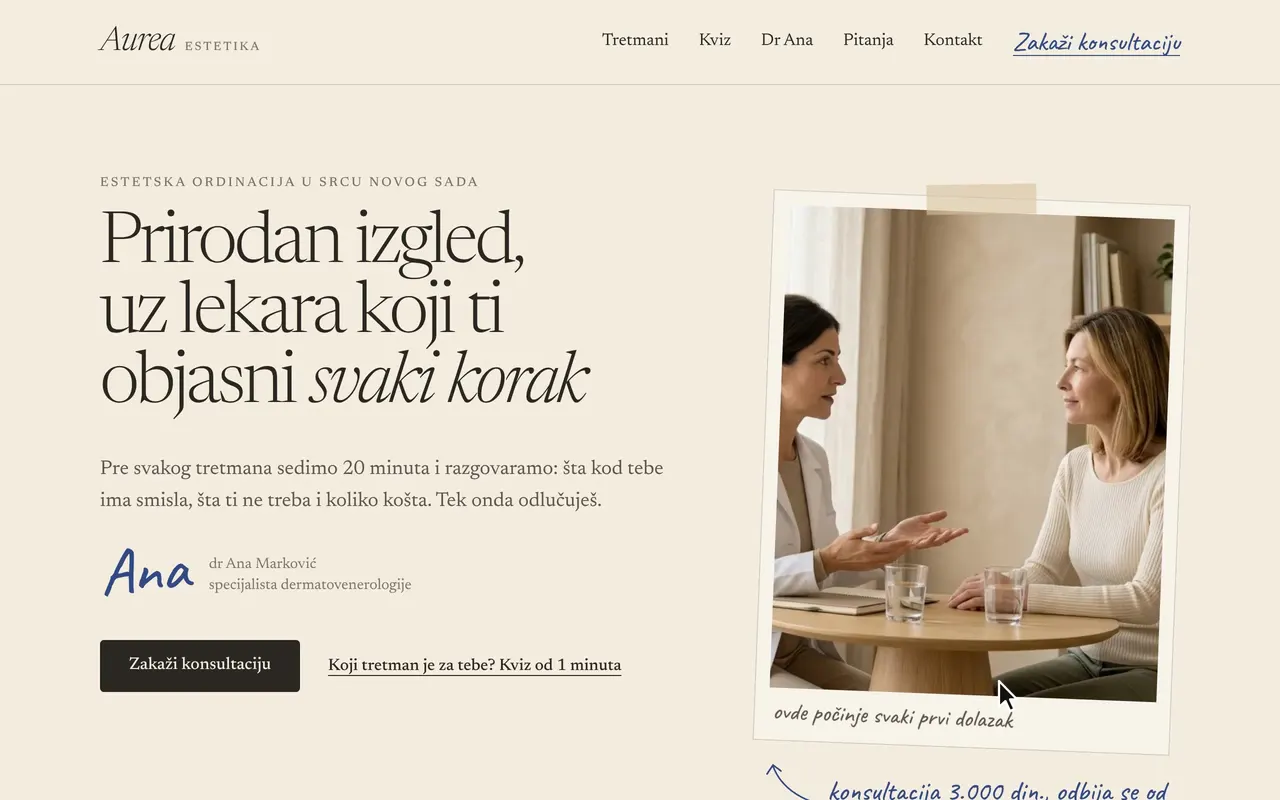 Aurea ESTETIKA
Tretmani Kviz Dr Ana Pitanja Kontakt Zakaži konsultaciju
ESTETSKA ORDINACIJA U SRCU NOVOG SADA
Prirodan izgled,
uz lekara koji ti
objasni svaki korak
Pre svakog tretmana sedimo 20 minuta i razgovaramo: šta kod tebe
ima smisla, šta ti ne treba i koliko košta. Tek onda odlučuješ.
Ana
dr Ana Marković
specijalista dermatovenerologije
Zakaži konsultaciju
Koji tretman je za tebe? Kviz od 1 minuta
ovde počinje svaki prvi dolazak
konsultacija 3.000 din., odbija se od